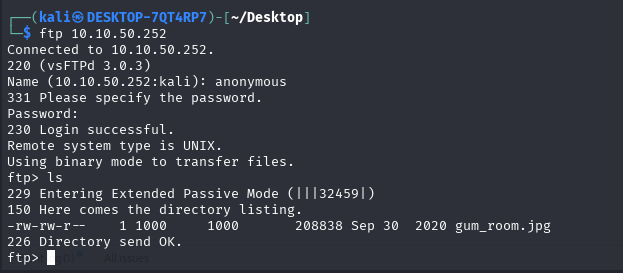 ┌──(kali㉿DESKTOP-7QT4RP7)-[~/Desktop]
└─$ ftp 10.10.50.252
Connected to 10.10.50.252.
220 (vsFTPd 3.0.3)
Name (10.10.50.252:kali): anonymous
331 Please specify the password.
Password:
230 Login successful.
Remote system type is UNIX.
Using binary mode to transfer files.
ftp> ls
229 Entering Extended Passive Mode (|||32459|)
150 Here comes the directory listing.
-rw-rw-r--    1 1000     1000       208838 Sep 30  2020 gum_room.jpg
226 Directory send OK.
ftp>
All issues